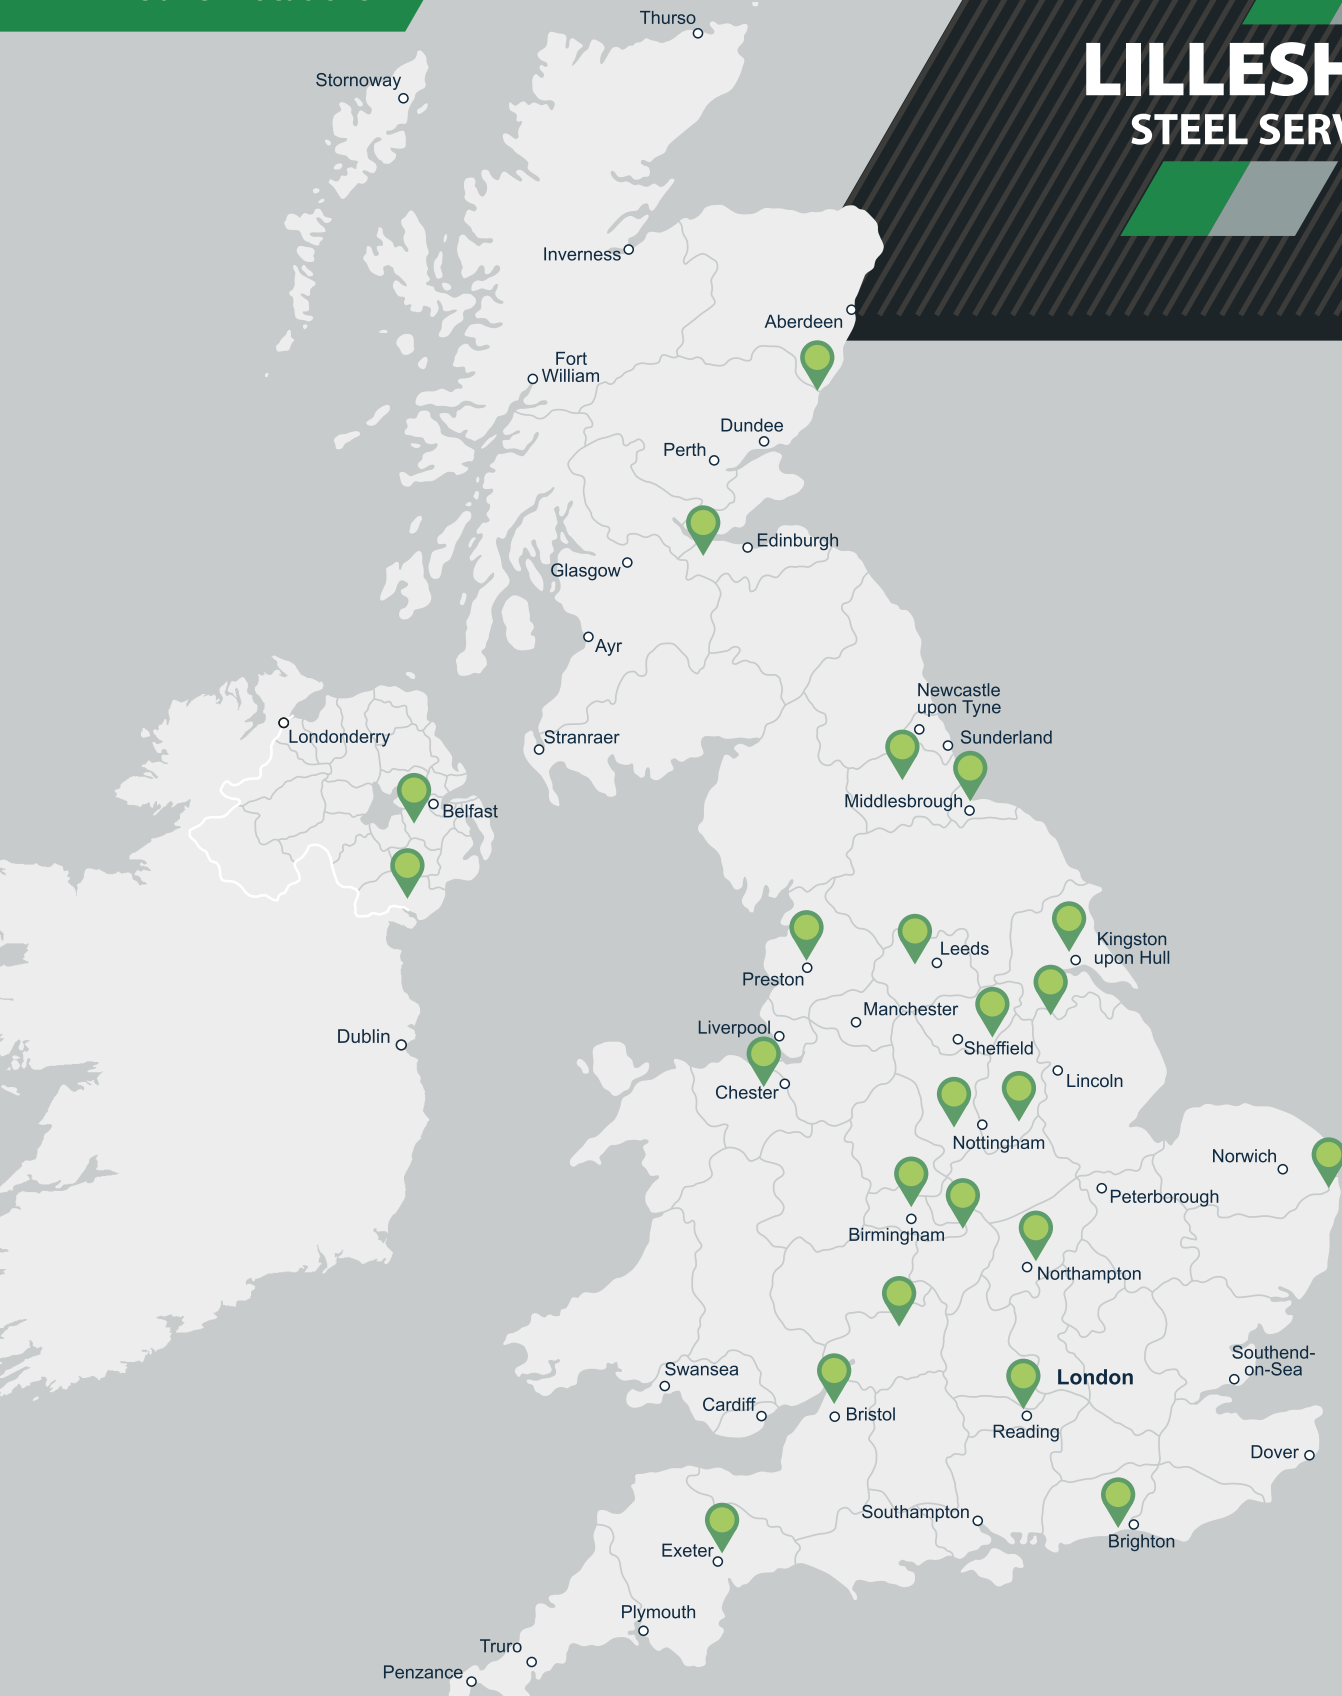 Thurso
LILLESH
STEEL SERV
Stornoway
Inverness
Aberdeen
Fort
William
Dundee
Perth
Edinburgh
Glasgow
Ayr
Newcastle
upon Tyne
Londonderry
Stranraer
Sunderland
Middlesbrough
Belfast
Kingston
upon Hull
Leeds
Preston
Manchester
Liverpool
Dublin
Sheffield
Chester
Lincoln
Nottingham
Norwich
Peterborough
Birmingham
Northampton
Southend-
on-Sea
Swansea
London
Cardiff
Bristol
Reading
Dover
Southampton
Brighton
Exeter
Plymouth
Truro
Penzance